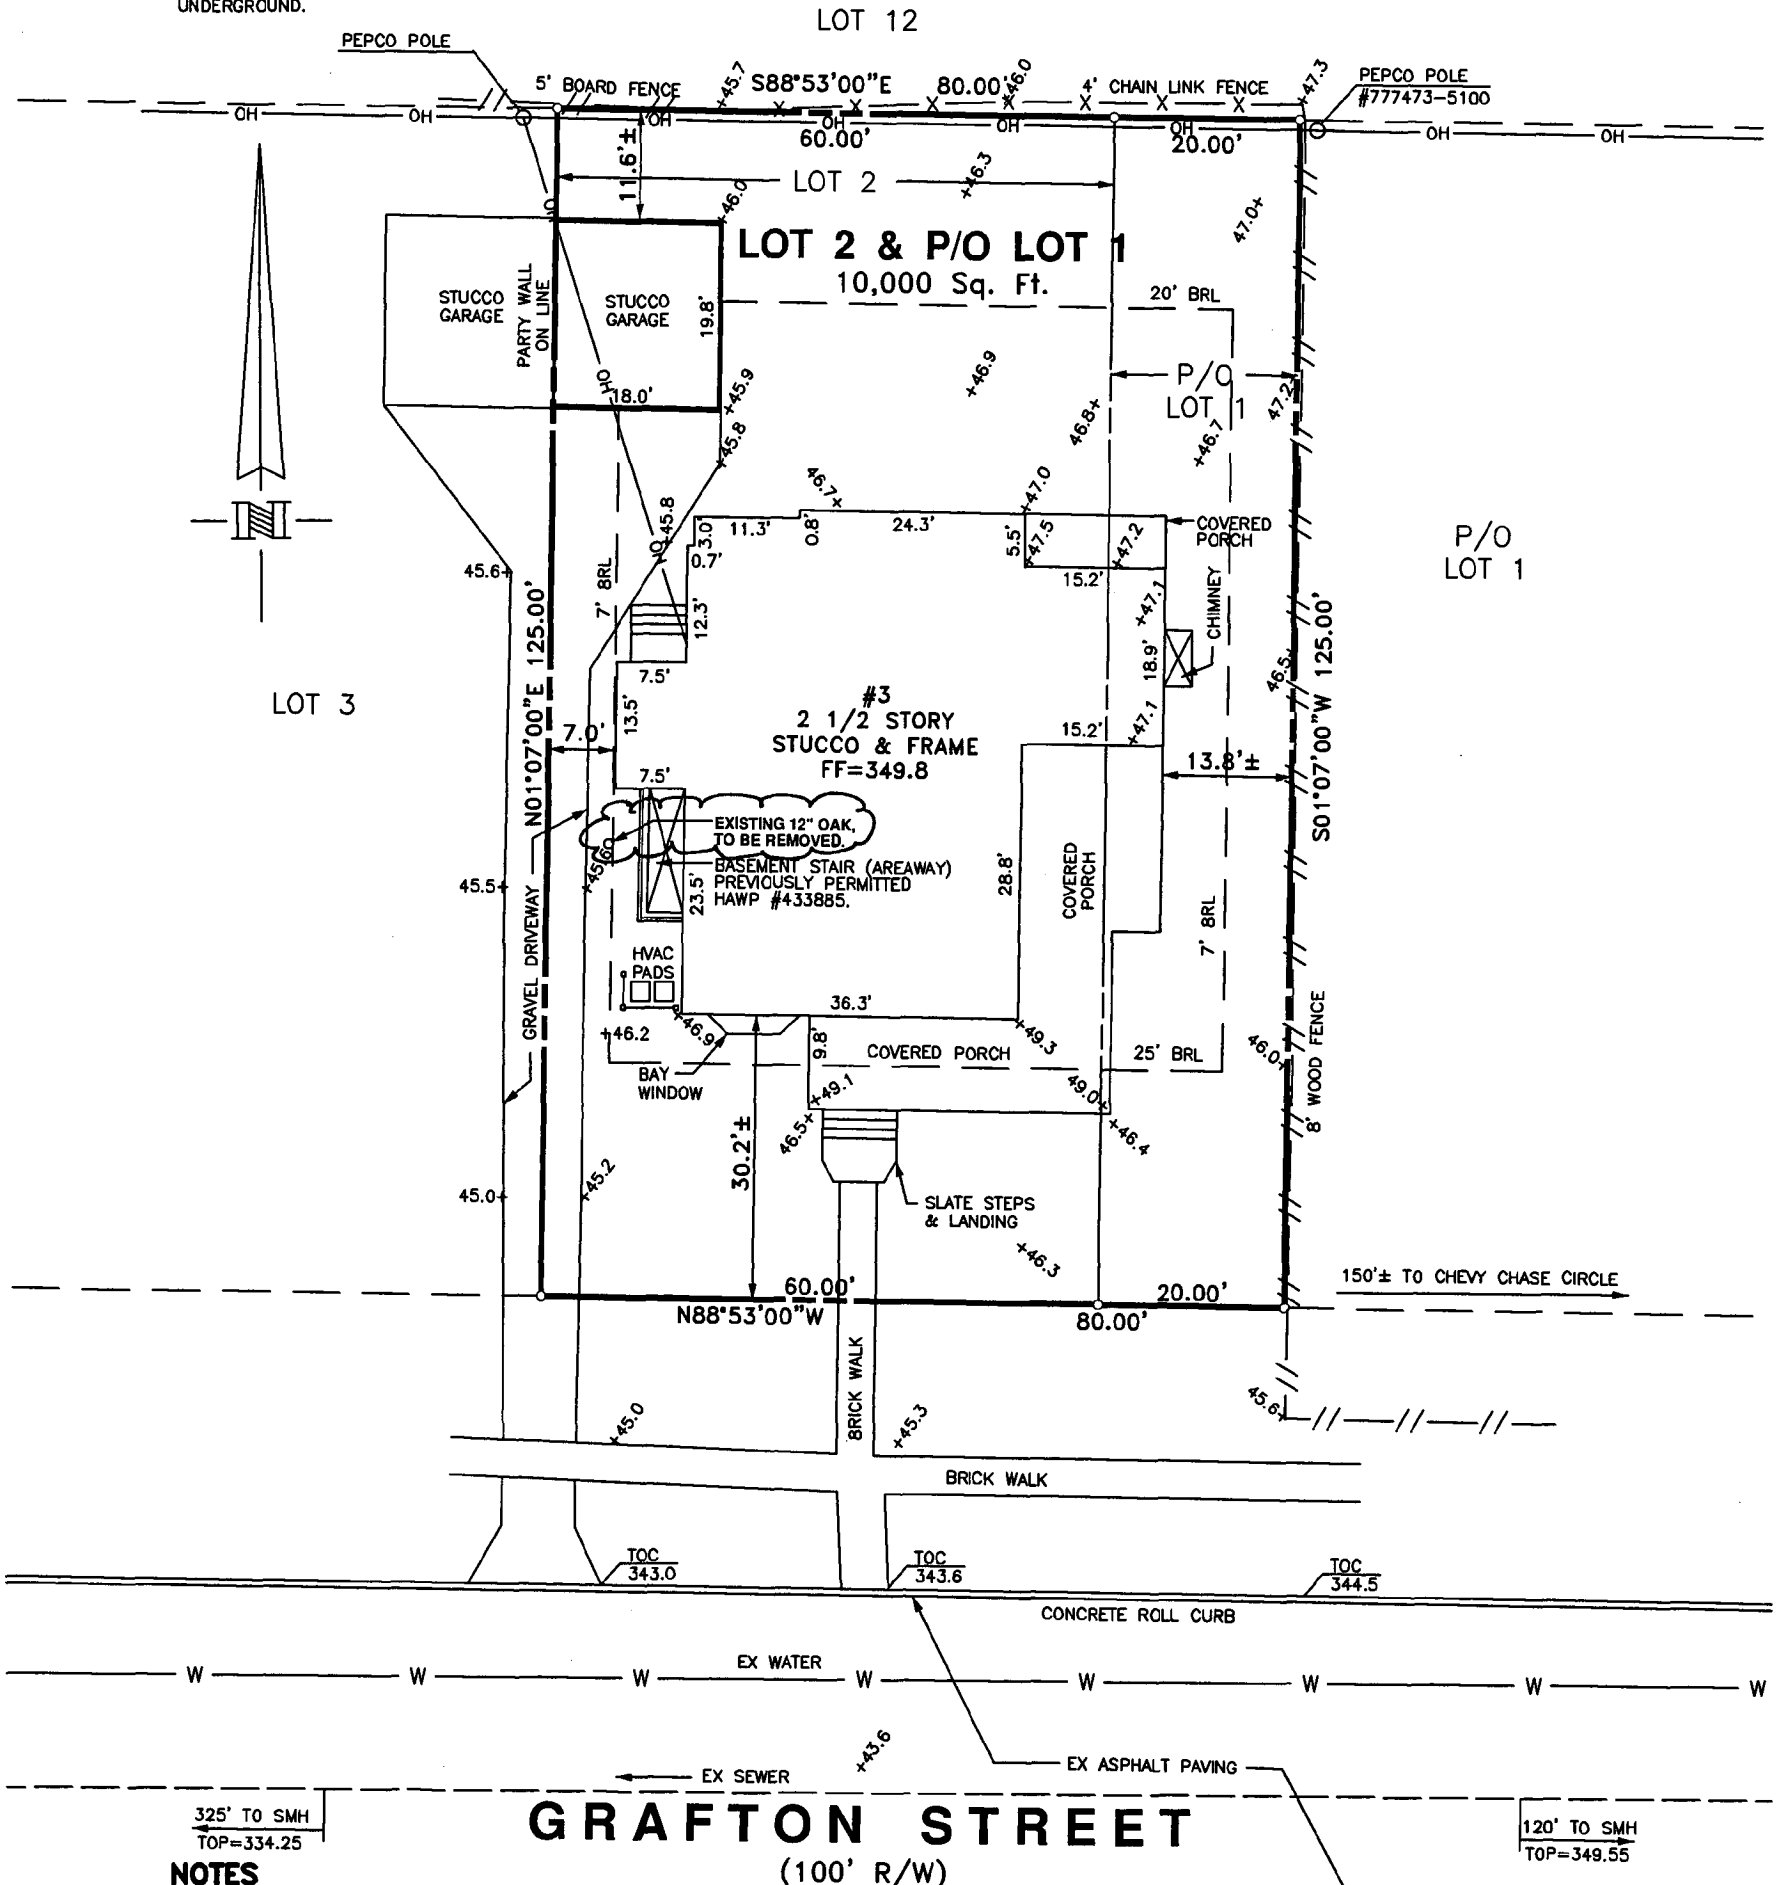 UNDERGROUND.
LOT 12
PEPCO POLE
5' BOARD FENCE
+45.7
S88°53'00"E 80.00'
+46.0
4' CHAIN LINK FENCE
+47.3
PEPCO POLE
#777473-5100
OH
OH
OH
OH
OH
OH
OH
OH
60.00'
20.00'
11.6'±
LOT 2
+46.3
+46.0
47.0+
LOT 2 & P/O LOT 1
10,000 Sq. Ft.
STUCCO
GARAGE
PARTY WALL
ON LINE
STUCCO
GARAGE
19.8'
20' BRL
18.0'
OH
+45.9
+46.9
P/O
LOT 1
47.2+
46.8+
+46.7
+45.8
46.7+
+47.0
+45.8
OH
3.0'
11.3'
0.8'
24.3'
5.5'
+47.5
+47.2
COVERED
PORCH
P/O
LOT 1
45.6+
0.7'
15.2'
7' BRL
12.3'
+47.1
CHIMNEY
N01°07'00"E 125.00'
S01°07'00"W 125.00'
18.9'
46.5+
7.5'
LOT 3
13.5'
#3
2 1/2 STORY
STUCCO & FRAME
FF=349.8
15.2'
+47.1
7.0'
13.8'±
7.5'
EXISTING 12" OAK,
TO BE REMOVED.
BASEMENT STAIR (AREAWAY)
PREVIOUSLY PERMITTED
HAWP #433885.
23.5'
28.8'
COVERED
PORCH
45.5+
GRAVEL DRIVEWAY
7' BRL
HVAC
PADS
36.3'
8' WOOD FENCE
+46.2
+46.9
9.8'
COVERED PORCH
+49.3
25' BRL
46.0+
BAY
WINDOW
+49.1
49.0+
46.5+
+46.4
30.2'±
45.0+
+45.2
SLATE STEPS
& LANDING
+46.3
150'± TO CHEVY CHASE CIRCLE
60.00'
20.00'
N88°53'00"W
80.00'
BRICK WALK
45.6+
+45.0
+45.3
BRICK WALK
TOC
343.0
TOC
343.6
TOC
344.5
CONCRETE ROLL CURB
EX WATER
W
W
W
W
W
W
W
W
+43.6
EX ASPHALT PAVING
EX SEWER
325' TO SMH
TOP=334.25
GRAFTON STREET
(100' R/W)
120' TO SMH
TOP=349.55
NOTES